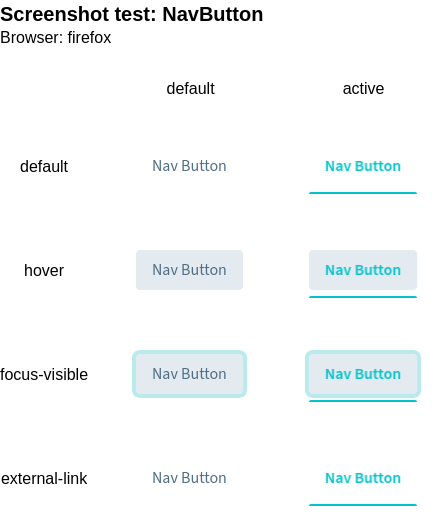 Screenshot test: NavButton
Browser: firefox
default active
default Nav Button Nav Button
hover Nav Button Nav Button
focus-visible Nav Button Nav Button
external-link Nav Button Nav Button